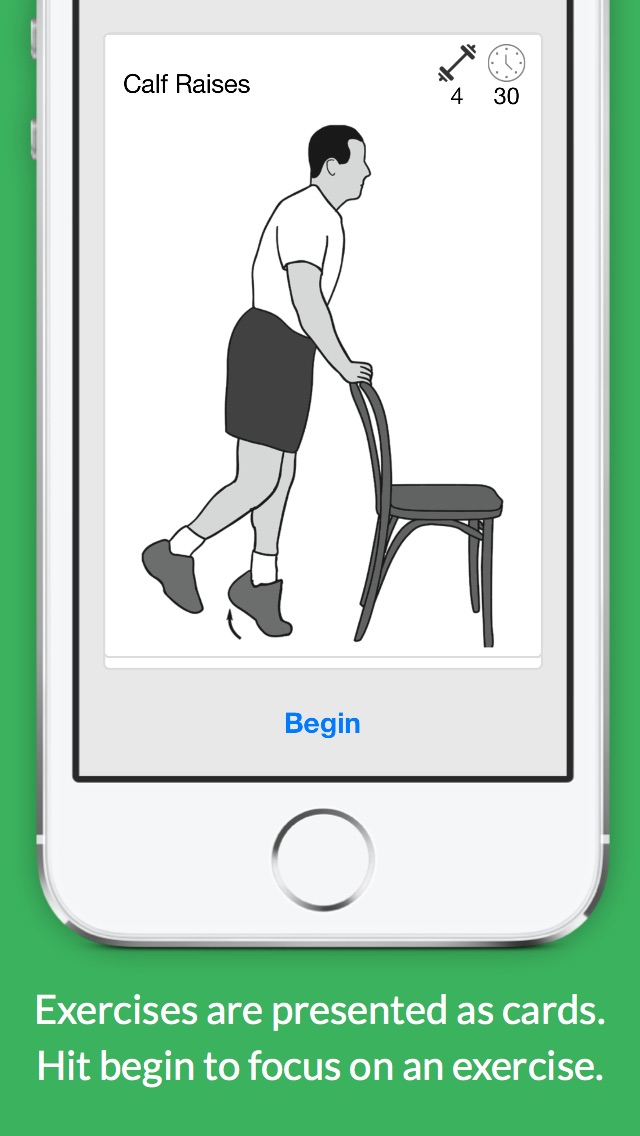 Calf Raises
4 30
Begin
Exercises are presented as cards.
Hit begin to focus on an exercise.